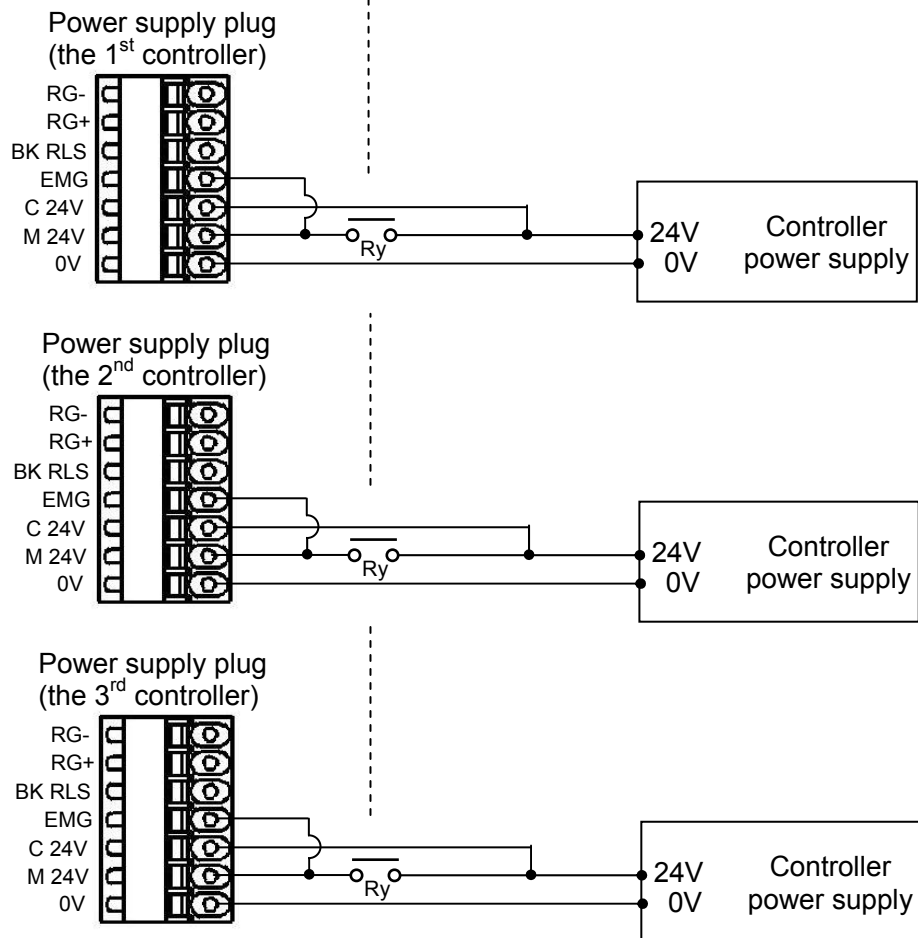 Power supply plug
(the 1st controller)
RG-
RG+
BK RLS
EMG
C 24V
M 24V
0V
Ry
24V
0V
Controller
power supply
Power supply plug
(the 2nd controller)
RG-
RG+
BK RLS
EMG
C 24V
M 24V
0V
Ry
24V
0V
Controller
power supply
Power supply plug
(the 3rd controller)
RG-
RG+
BK RLS
EMG
C 24V
M 24V
0V
Ry
24V
0V
Controller
power supply